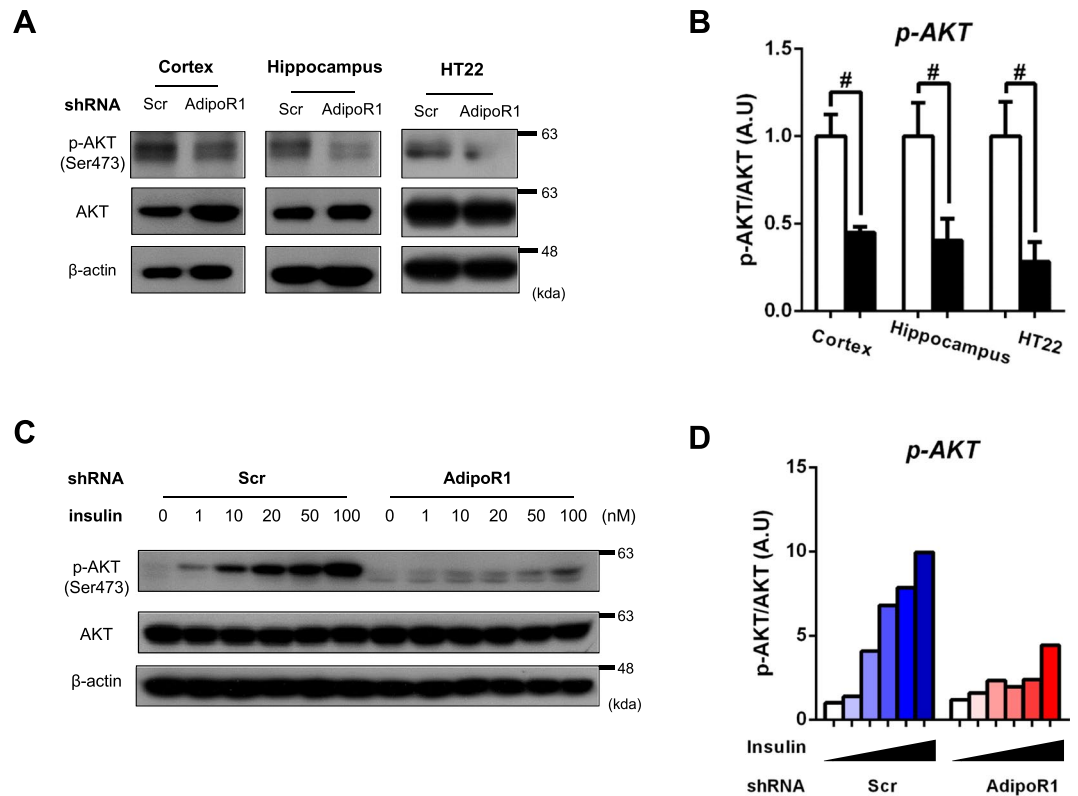 A
Cortex Hippocampus HT22
shRNA Scr AdipoR1 Scr AdipoR1 Scr AdipoR1
p-AKT
(Ser473)
63
AKT
63
β-actin
48
(kda)
B
p-AKT
p-AKT/AKT (A.U)
1.5
1.0
0.5
0.0
# # #
Cortex Hippocampus HT22
C
shRNA Scr AdipoR1
insulin 0 1 10 20 50 100 0 1 10 20 50 100 (nM)
p-AKT
(Ser473)
63
AKT
63
β-actin
48
(kda)
D
p-AKT
p-AKT/AKT (A.U)
15
10
5
0
Insulin
shRNA Scr AdipoR1